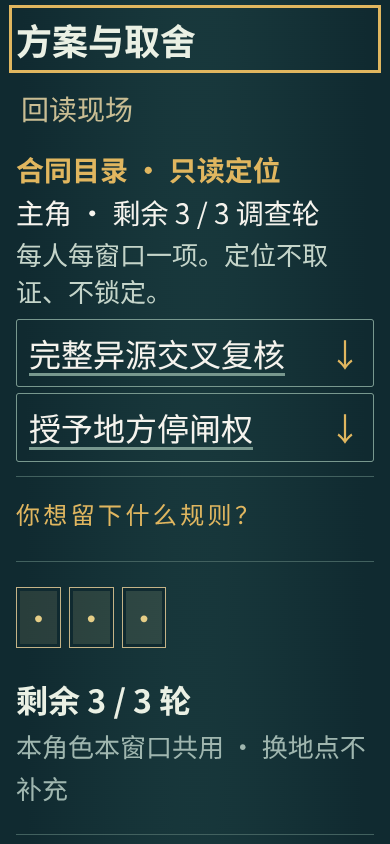 方案与取舍
回读现场
合同目录 · 只读定位
主角 · 剩余 3 / 3 调查轮
每人每窗口一项。定位不取
证、不锁定。
完整异源交叉复核 ↓
授予地方停闸权 ↓
你想留下什么规则？
剩余 3 / 3 轮
本角色本窗口共用 · 换地点不
补充